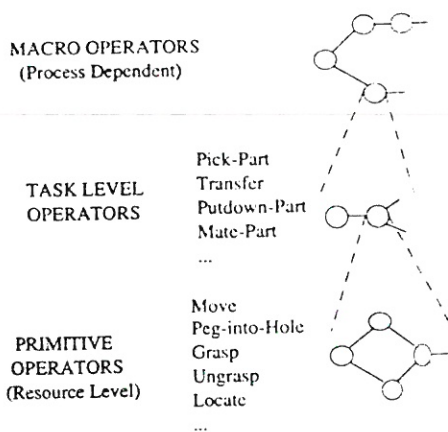 MACRO OPERATORS
(Process Dependent)
TASK LEVEL
OPERATORS
Pick-Part
Transfer
Putdown-Part
Mate-Part
...
PRIMITIVE
OPERATORS
(Resource Level)
Move
Peg-into-Hole
Grasp
Ungrasp
Locate
...